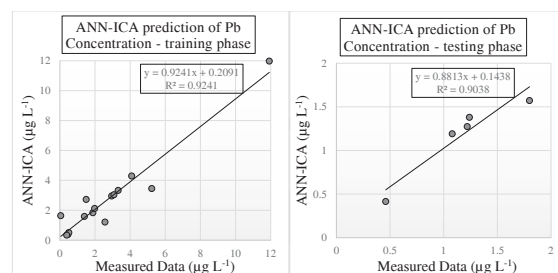 ANN-ICA prediction of Pb
Concentration - training phase
12
10
8
6
4
2
0
ANN-ICA (µg L⁻¹)
y = 0.9241x + 0.2091
R² = 0.9241
0
2
4
6
8
10
12
Measured Data (µg L⁻¹)
ANN-ICA prediction of Pb
Concentration - testing phase
2
1.5
1
0.5
0
ANN-ICA (µg L⁻¹)
y = 0.8813x + 0.1438
R² = 0.9038
0
0.5
1
1.5
2
Measured Data (µg L⁻¹)